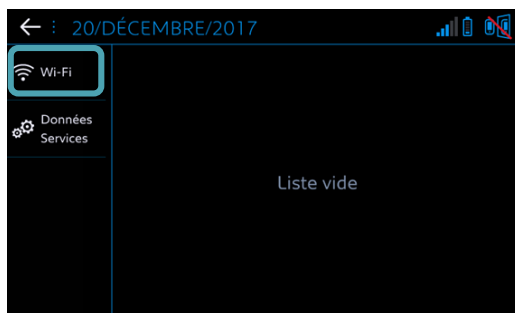 20/DÉCEMBRE/2017
Wi-Fi
Données
Services
Liste vide